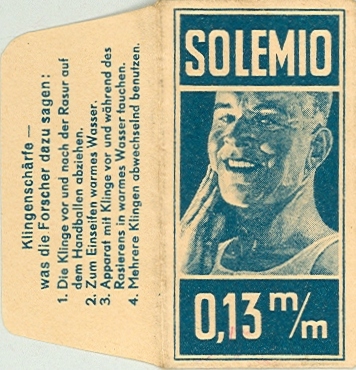 Klingenschärfe —
was die Forscher dazu sagen:
1. Die Klinge vor und nach der Rasur auf
dem Handballen abziehen.
2. Zum Einseifen warmes Wasser.
3. Apparat mit Klinge vor und während des
Rasierens in warmes Wasser tauchen.
4. Mehrere Klingen abwechselnd benutzen.
SOLEMIO
0,13 m/m